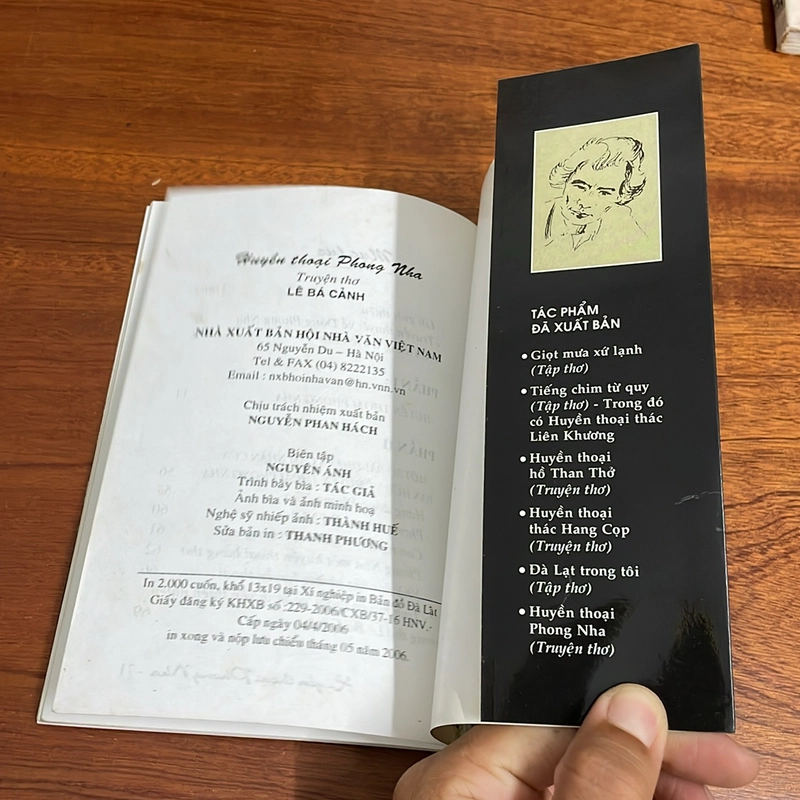 Huyền thoại Phong Nha
Truyện thơ
LÊ BÁ CẢNH
NHÀ XUẤT BẢN HỘI NHÀ VĂN VIỆT NAM
65 Nguyễn Du – Hà Nội
Tel & FAX (04) 8222135
Email : nxbhoinhavan@hn.vnn.vn
Chịu trách nhiệm xuất bản
NGUYỄN PHAN HÁCH
Biên tập
NGUYÊN ÁNH
Trình bầy bìa : TÁC GIẢ
Ảnh bìa và ảnh minh hoạ
Nghệ sỹ nhiếp ảnh : THÀNH HUẾ
Sửa bản in : THANH PHƯƠNG
In 2.000 cuốn, khổ 13x19 tại Xí nghiệp in Bản đồ Đà Lạt
Giấy đăng ký KHXB số :229-2006/CXB/37-16 HNV.-
Cấp ngày 04/4/2006
in xong và nộp lưu chiểu tháng 05 năm 2006.
TÁC PHẨM
ĐÃ XUẤT BẢN
• Giọt mưa xứ lạnh
(Tập thơ)
• Tiếng chim từ quy
(Tập thơ) - Trong đó
có Huyền thoại thác
Liên Khương
• Huyền thoại
hồ Than Thở
(Truyện thơ)
• Huyền thoại
thác Hang Cọp
(Truyện thơ)
• Đà Lạt trong tôi
(Tập thơ)
• Huyền thoại
Phong Nha
(Truyện thơ)